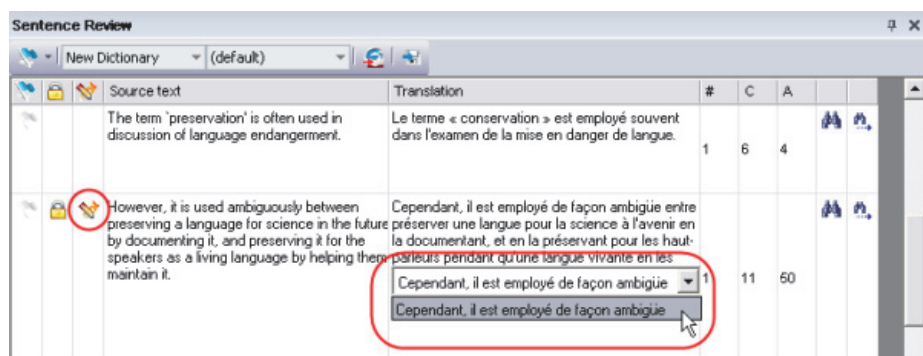 Sentence Review
New Dictionary (default)
Source text Translation # C A
The term `preservation' is often used in
discussion of language endangerment.
Le terme « conservation » est employé souvent
dans l'examen de la mise en danger de langue.
1 6 4
However, it is used ambiguously between
preserving a language for science in the future
by documenting it, and preserving it for the
speakers as a living language by helping them
maintain it.
Cependant, il est employé de façon ambigüe entre
préserver une langue pour la science à l'avenir en
la documentant, et en la préservant pour les haut-
parleurs pendant qu'une langue vivante en les
Cependant, il est employé de façon ambigüe
Cependant, il est employé de façon ambigüe
1 11 60